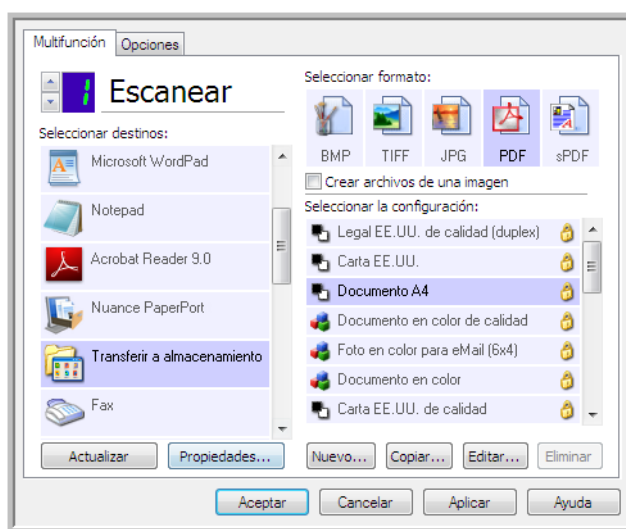 Multifunción
Opciones
1
Escanear
Seleccionar destinos:
Microsoft WordPad
Notepad
Acrobat Reader 9.0
Nuance PaperPort
Transferir a almacenamiento
Fax
Actualizar
Propiedades...
Seleccionar formato:
BMP
TIFF
JPG
PDF
sPDF
Crear archivos de una imagen
Seleccionar la configuración:
Legal EE.UU. de calidad (duplex)
Carta EE.UU.
Documento A4
Documento en color de calidad
Foto en color para eMail (6x4)
Documento en color
Carta EE.UU. de calidad
Nuevo...
Copiar...
Editar...
Eliminar
Aceptar
Cancelar
Aplicar
Ayuda